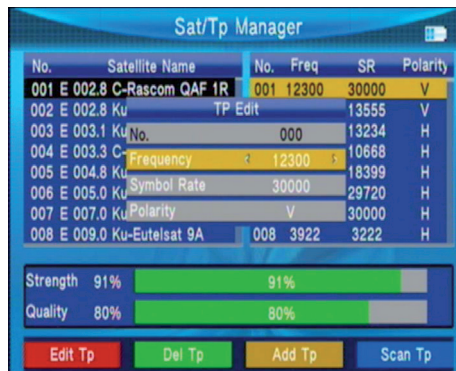 Sat/Tp Manager
No. Satellite Name No. Freq SR Polarity
001 E 002.8 C-Rascom QAF 1R 001 12300 30000 V
002 E 002.8 Ku TP Edit 13555 V
003 E 003.1 Ku No. 000 13234 H
004 E 003.3 C- Frequency 12300 10668 H
005 E 004.8 Ku 18399 H
006 E 005.0 Ku Symbol Rate 30000 29720 H
007 E 007.0 Ku Polarity V 30000 H
008 E 009.0 Ku-Eutelsat 9A 008 3922 3222 H
Strength 91% 91%
Quality 80% 80%
Edit Tp Del Tp Add Tp Scan Tp